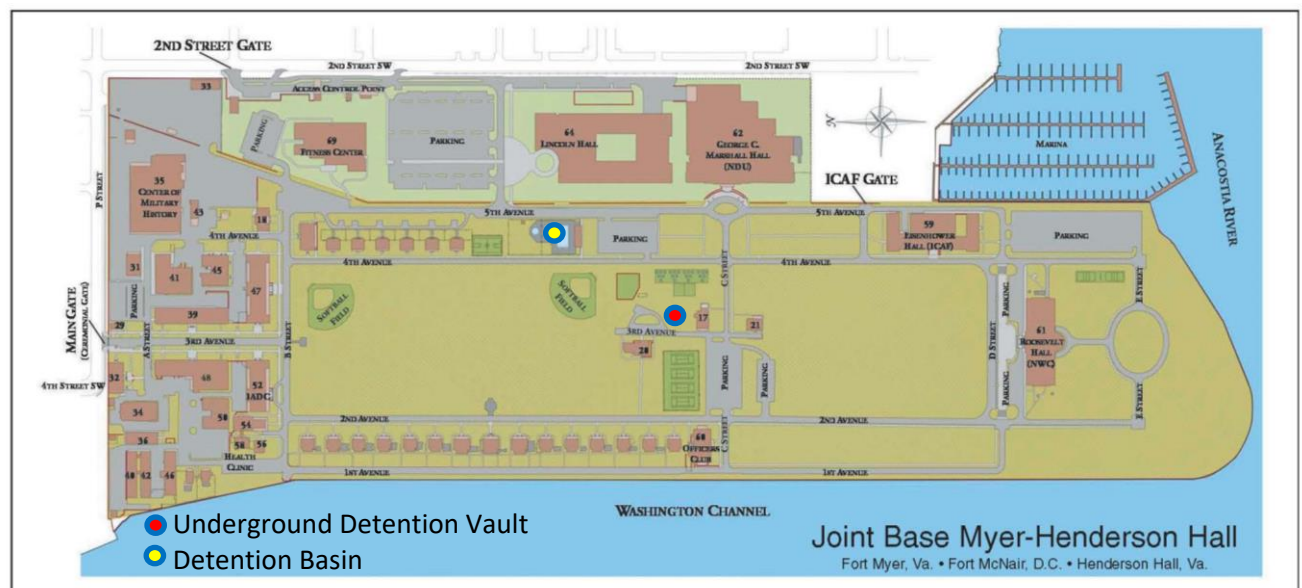 2ND STREET GATE
2ND STREET SW
2ND STREET SW
33
ACCESS CONTROL POINT
PARKING
69
FITNESS CENTER
PARKING
64
LINCOLN HALL
62
GEORGE C.
MARSHALL HALL
(NDU)
N
MARINA
ANACOSTIA RIVER
ICAF GATE
P STREET
35
CENTER OF
MILITARY
HISTORY
43
18
5TH AVENUE
5TH AVENUE
59
EISENHOWER
HALL (ICAF)
PARKING
PARKING
4TH AVENUE
4TH AVENUE
4TH AVENUE
31
41
45
47
PARKING
39
29
SOFTBALL
FIELD
SOFTBALL
FIELD
C STREET
17
21
3RD AVENUE
20
MAIN GATE
(CEREMONIAL GATE)
A STREET
3RD AVENUE
B STREET
D STREET
PARKING
PARKING
61
ROOSEVELT
HALL
(NWC)
E STREET
E STREET
4TH STREET SW
32
48
52
IADC
34
50
54
36
58
56
HEALTH
CLINIC
40
42
46
PARKING
PARKING
2ND AVENUE
2ND AVENUE
60
OFFICERS
CLUB
C STREET
1ST AVENUE
1ST AVENUE
WASHINGTON CHANNEL
Underground Detention Vault
Detention Basin
Joint Base Myer-Henderson Hall
Fort Myer, Va. • Fort McNair, D.C. • Henderson Hall, Va.